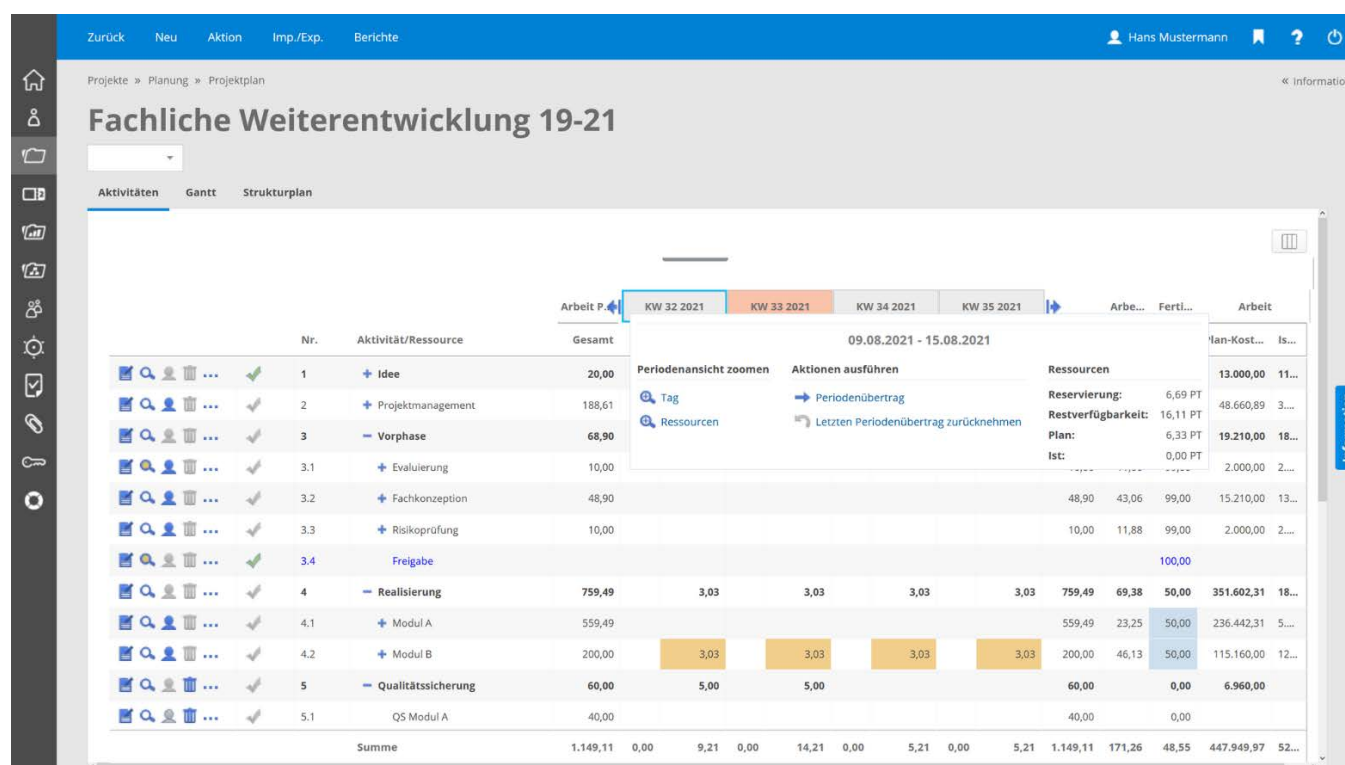 Zurück Neu Aktion Imp./Exp. Berichte Hans Mustermann ?
Projekte » Planung » Projektplan « Informatio
Fachliche Weiterentwicklung 19-21
Aktivitäten Gantt Strukturplan
Arbeit P... KW 32 2021 KW 33 2021 KW 34 2021 KW 35 2021 Arbe... Ferti... Arbeit
Nr. Aktivität/Ressource Gesamt 09.08.2021 - 15.08.2021 Plan-Kost... Is...
1 + Idee 20,00 Periodenansicht zoomen Aktionen ausführen Ressourcen 13.000,00 11...
Tag Periodenübertrag Reservierung: 6,69 PT
2 + Projektmanagement 188,61 Restverfügbarkeit: 16,11 PT 48.660,89 3....
Ressourcen Letzten Periodenübertrag zurücknehmen
3 − Vorphase 68,90 Plan: 6,33 PT 19.210,00 18...
Ist: 0,00 PT
3.1 + Evaluierung 10,00 2.000,00 2....
3.2 + Fachkonzeption 48,90 48,90 43,06 99,00 15.210,00 13...
3.3 + Risikoprüfung 10,00 10,00 11,88 99,00 2.000,00 2....
3.4 Freigabe 100,00
4 − Realisierung 759,49 3,03 3,03 3,03 3,03 759,49 69,38 50,00 351.602,31 18...
4.1 + Modul A 559,49 559,49 23,25 50,00 236.442,31 5....
4.2 + Modul B 200,00 3,03 3,03 3,03 3,03 200,00 46,13 50,00 115.160,00 12...
5 − Qualitätssicherung 60,00 5,00 5,00 60,00 0,00 6.960,00
5.1 QS Modul A 40,00 40,00 0,00
Summe 1.149,11 0,00 9,21 0,00 14,21 0,00 5,21 0,00 5,21 1.149,11 171,26 48,55 447.949,97 52...